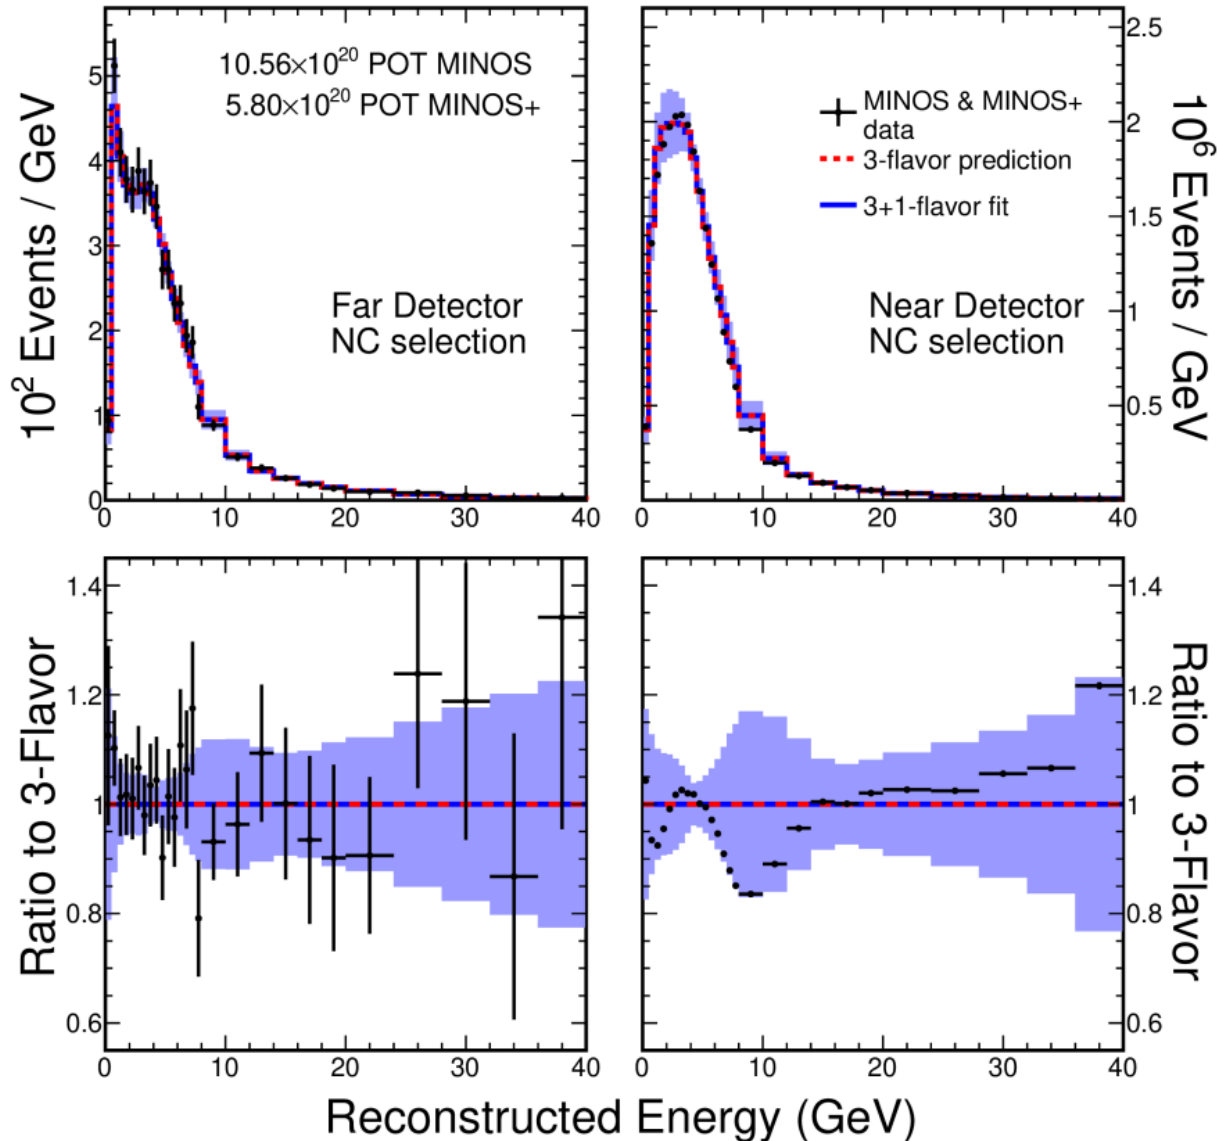 10.56×10²⁰ POT MINOS
5.80×10²⁰ POT MINOS+
Far Detector
NC selection
10² Events / GeV
5
4
3
2
1
0
0
10
20
30
40
MINOS & MINOS+
data
3-flavor prediction
3+1-flavor fit
Near Detector
NC selection
10⁶ Events / GeV
2.5
2
1.5
1
0.5
0
10
20
30
40
Ratio to 3-Flavor
1.4
1.2
1
0.8
0.6
0
10
20
30
40
Ratio to 3-Flavor
1.4
1.2
1
0.8
0.6
0
10
20
30
40
Reconstructed Energy (GeV)